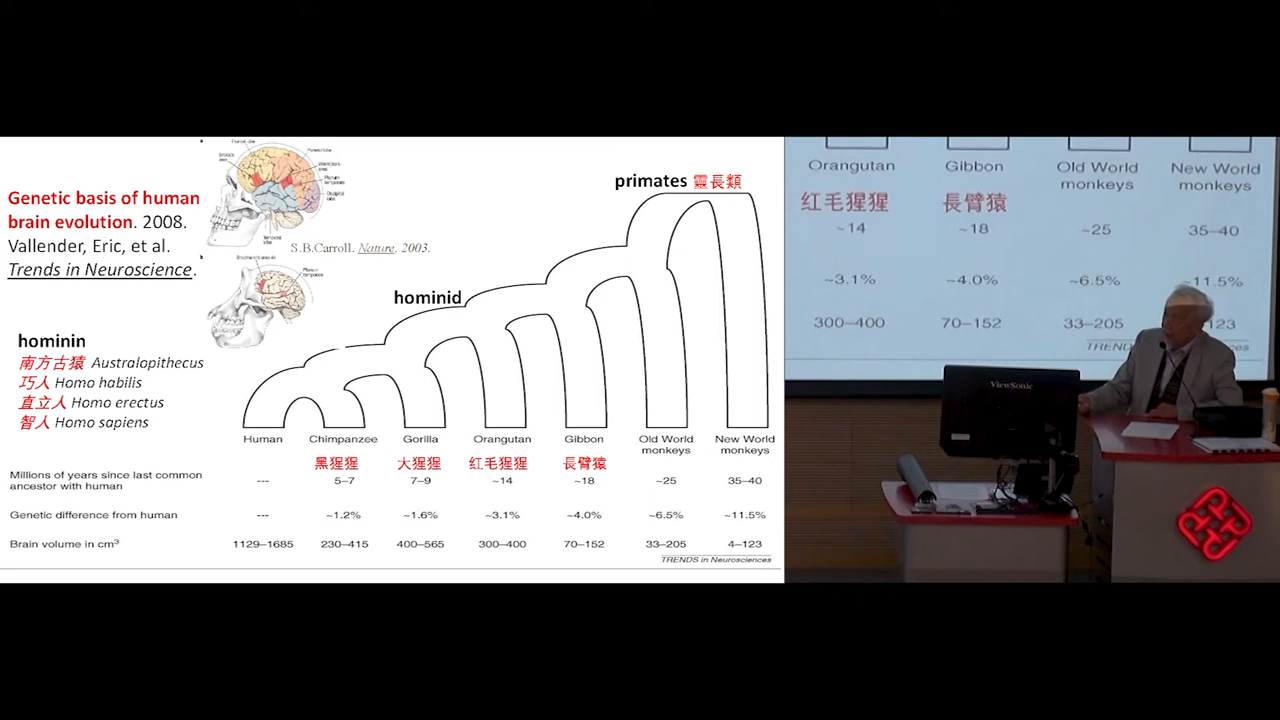 Genetic basis of human
brain evolution. 2008.
Vallender, Eric, et al.
Trends in Neuroscience.
S.B.Carroll. Nature. 2003.
primates 靈長類
hominid
hominin
南方古猿 Australopithecus
巧人 Homo habilis
直立人 Homo erectus
智人 Homo sapiens
Human Chimpanzee Gorilla Orangutan Gibbon Old World monkeys New World monkeys
黑猩猩 大猩猩 红毛猩猩 長臂猿
Millions of years since last common
ancestor with human
--- 5–7 7–9 ~14 ~18 ~25 35–40
Genetic difference from human --- ~1.2% ~1.6% ~3.1% ~4.0% ~6.5% ~11.5%
Brain volume in cm³ 1129–1685 230–415 400–565 300–400 70–152 33–205 4–123
TRENDS in Neurosciences
Orangutan Gibbon Old World monkeys New World monkeys
红毛猩猩 長臂猿
~14 ~18 ~25 35–40
~3.1% ~4.0% ~6.5% 11.5%
300–400 70–152 33–205 123
ViewSonic